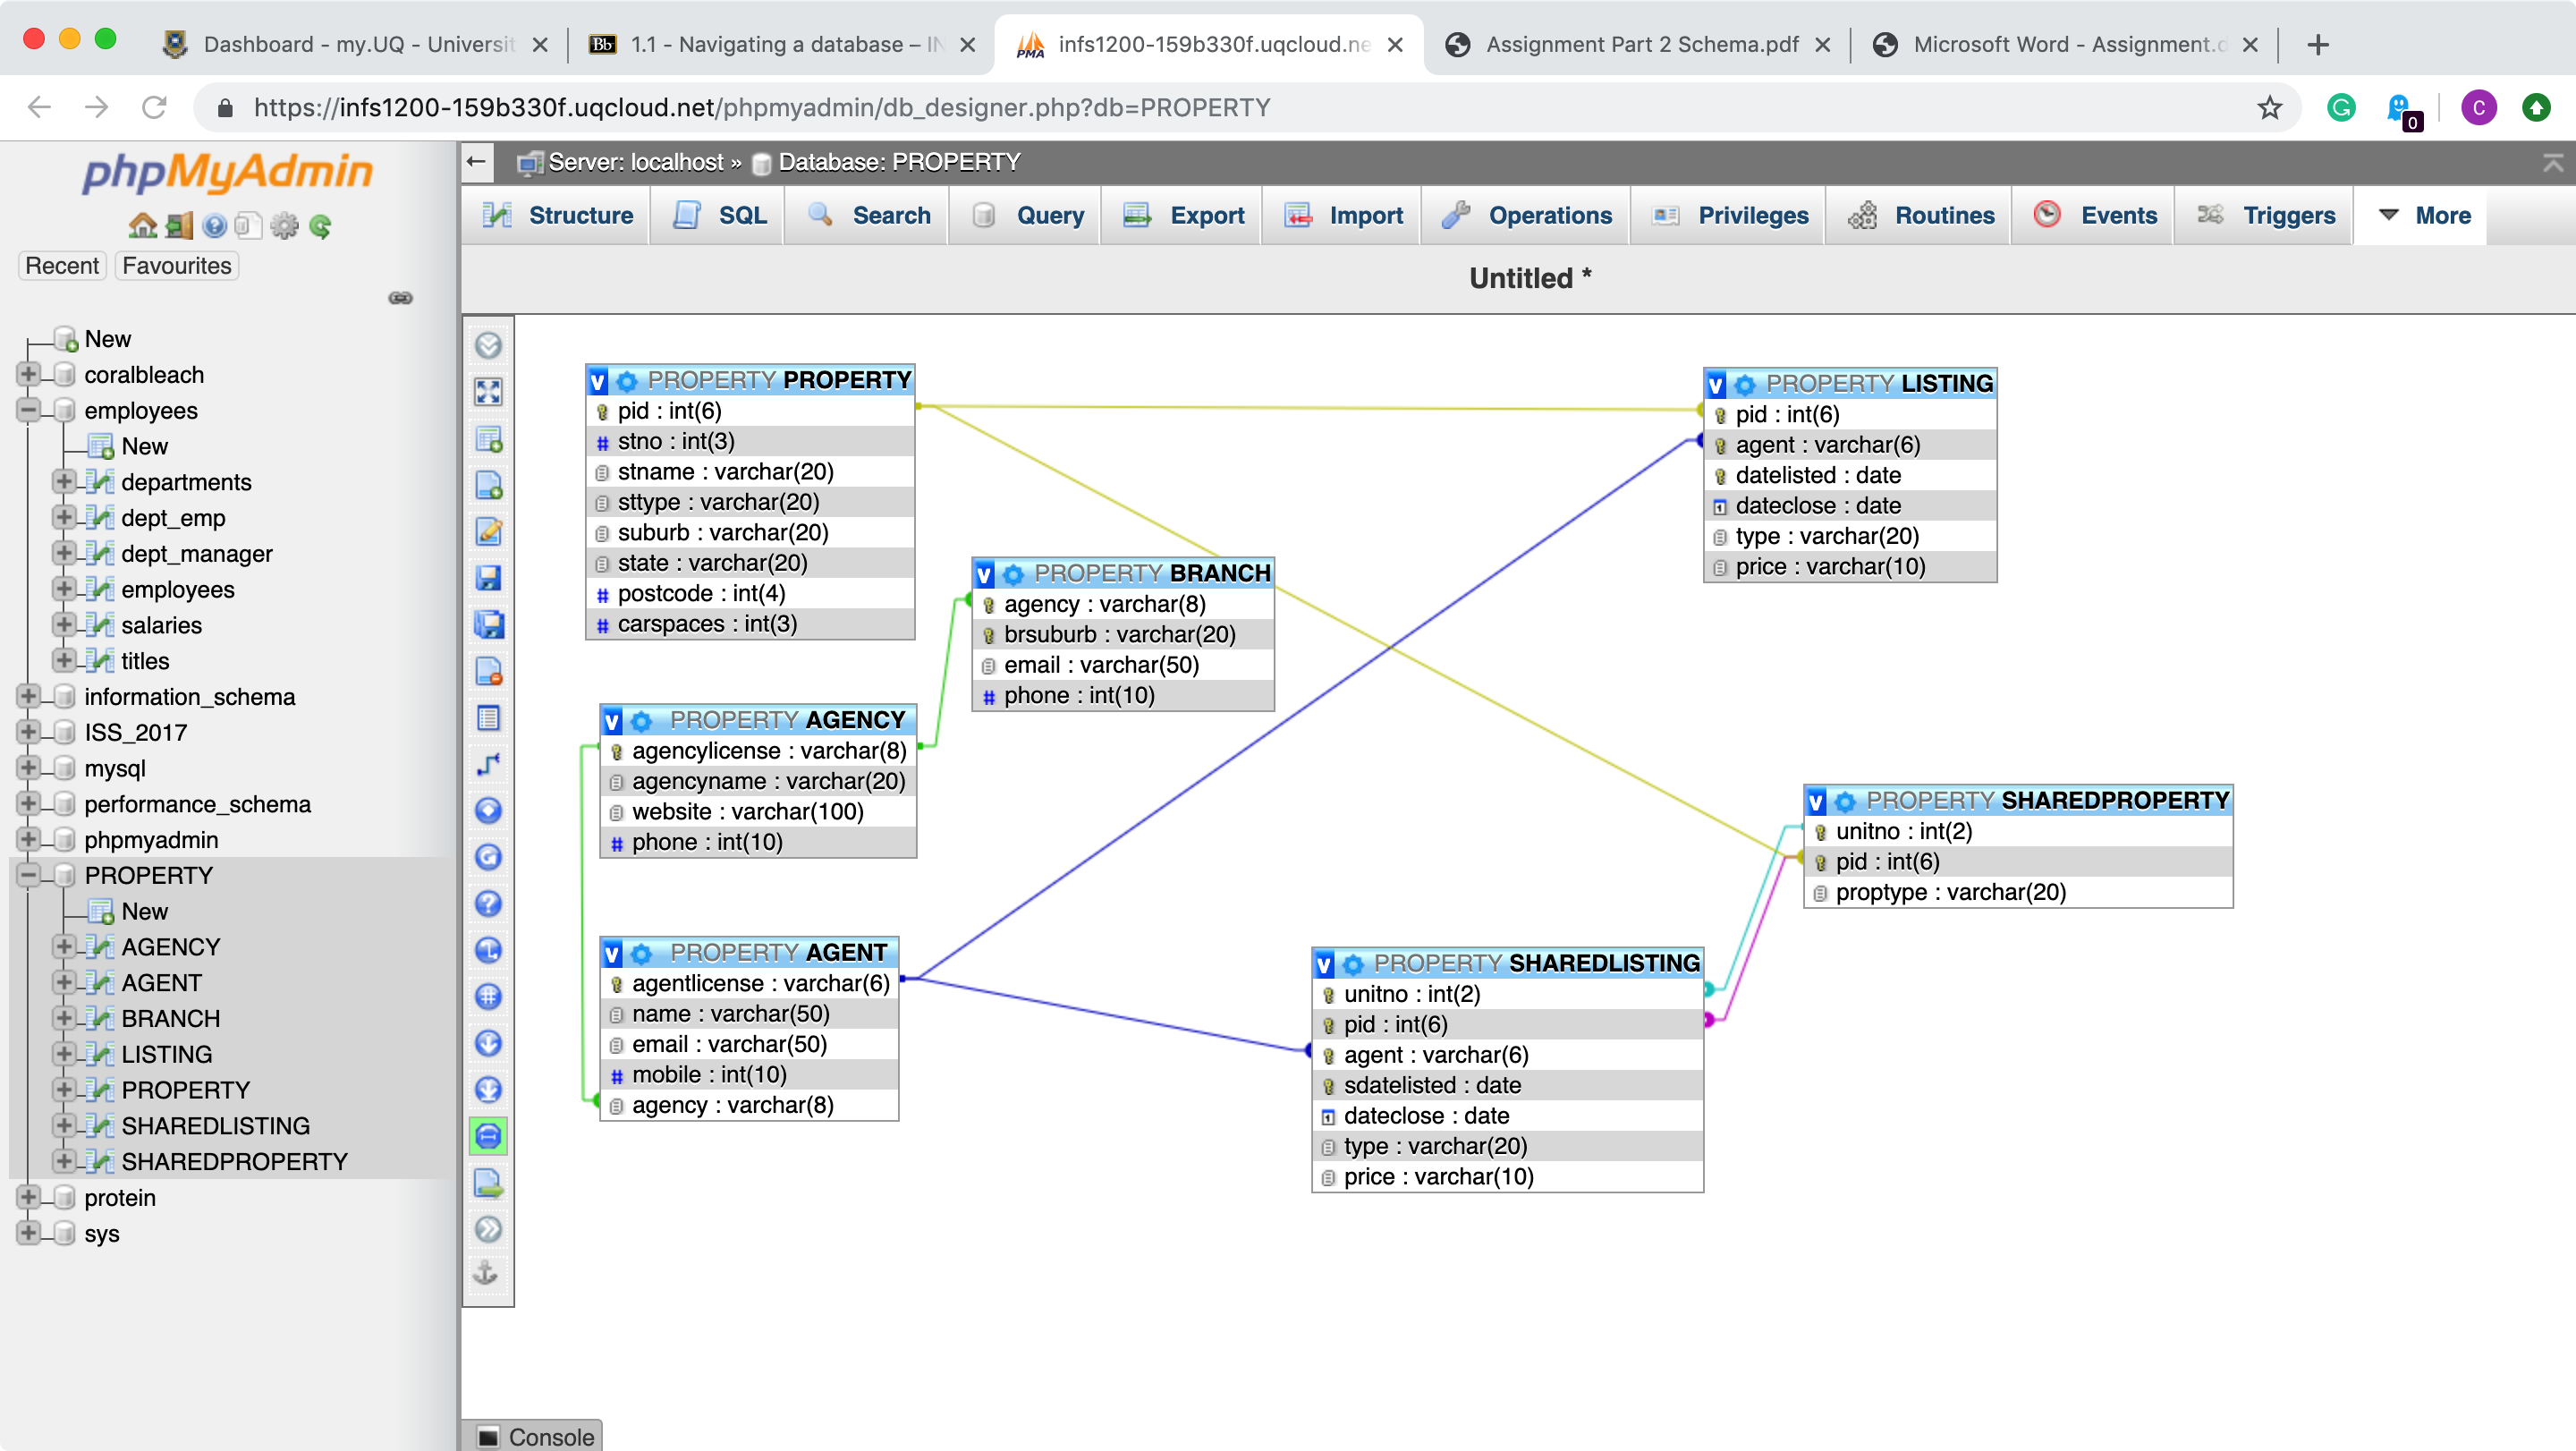 Dashboard - my.UQ - Universit
1.1 - Navigating a database – IN
infs1200-159b330f.uqcloud.ne
Assignment Part 2 Schema.pdf
Microsoft Word - Assignment.d
https://infs1200-159b330f.uqcloud.net/phpmyadmin/db_designer.php?db=PROPERTY
C
0
phpMyAdmin
Recent
Favourites
New
coralbleach
employees
New
departments
dept_emp
dept_manager
employees
salaries
titles
information_schema
ISS_2017
mysql
performance_schema
phpmyadmin
PROPERTY
New
AGENCY
AGENT
BRANCH
LISTING
PROPERTY
SHAREDLISTING
SHAREDPROPERTY
protein
sys
Server: localhost » Database: PROPERTY
Structure
SQL
Search
Query
Export
Import
Operations
Privileges
Routines
Events
Triggers
More
Untitled *
v PROPERTY PROPERTY
pid : int(6)
# stno : int(3)
stname : varchar(20)
sttype : varchar(20)
suburb : varchar(20)
state : varchar(20)
# postcode : int(4)
# carspaces : int(3)
v PROPERTY LISTING
pid : int(6)
agent : varchar(6)
datelisted : date
dateclose : date
type : varchar(20)
price : varchar(10)
v PROPERTY BRANCH
agency : varchar(8)
brsuburb : varchar(20)
email : varchar(50)
# phone : int(10)
v PROPERTY AGENCY
agencylicense : varchar(8)
agencyname : varchar(20)
website : varchar(100)
# phone : int(10)
v PROPERTY SHAREDPROPERTY
unitno : int(2)
pid : int(6)
proptype : varchar(20)
v PROPERTY AGENT
agentlicense : varchar(6)
name : varchar(50)
email : varchar(50)
# mobile : int(10)
agency : varchar(8)
v PROPERTY SHAREDLISTING
unitno : int(2)
pid : int(6)
agent : varchar(6)
sdatelisted : date
dateclose : date
type : varchar(20)
price : varchar(10)
Console